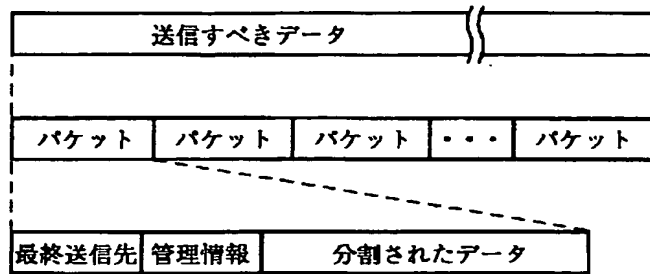 送信すべきデータ
パケット パケット パケット ・・・ パケット
最終送信先 管理情報 分割されたデータ